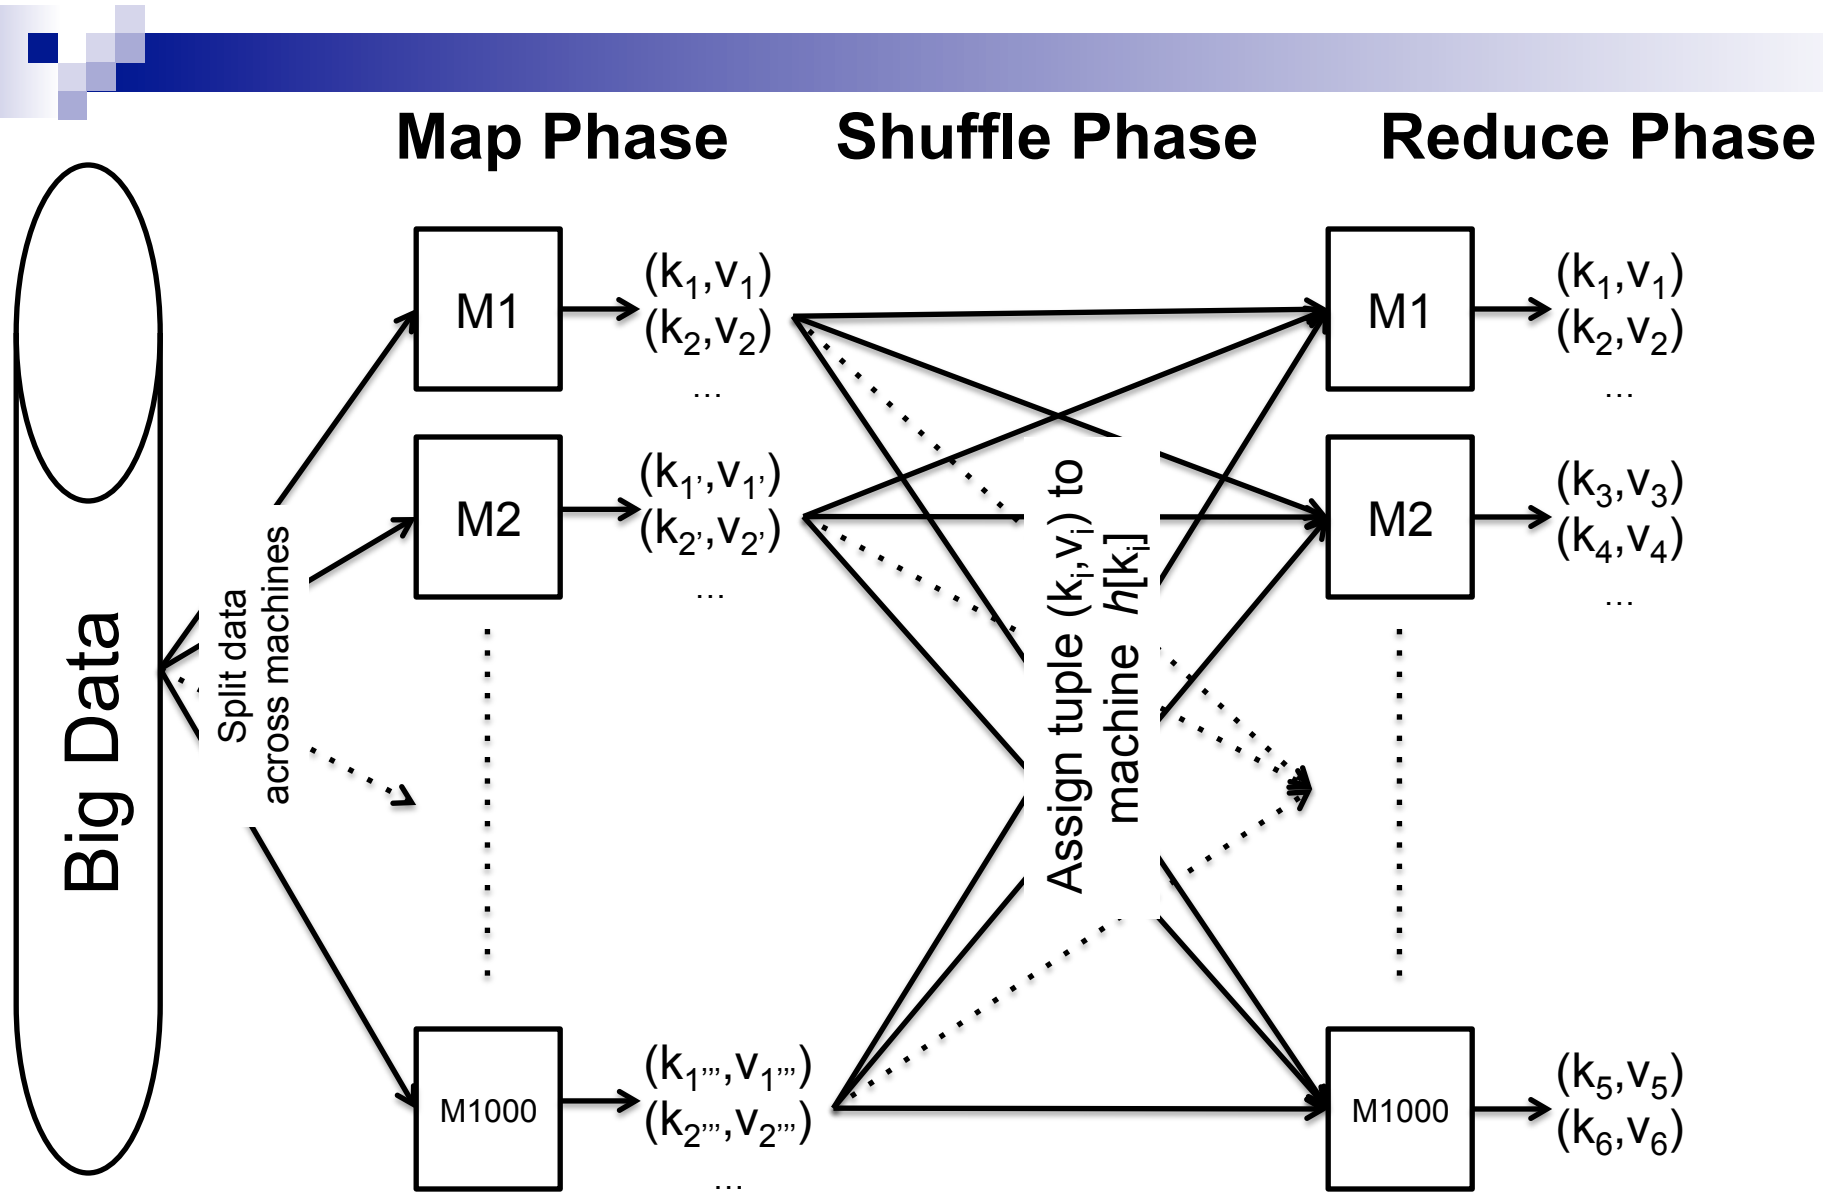 Map Phase
Shuffle Phase
Reduce Phase
Big Data
Split data
across machines
M1
(k1,v1)
(k2,v2)
...
M2
(k1’,v1’)
(k2’,v2’)
...
M1000
(k1’’’,v1’’’)
(k2’’’,v2’’’)
...
Assign tuple (ki,vi) to
machine h[ki]
M1
(k1,v1)
(k2,v2)
...
M2
(k3,v3)
(k4,v4)
...
M1000
(k5,v5)
(k6,v6)